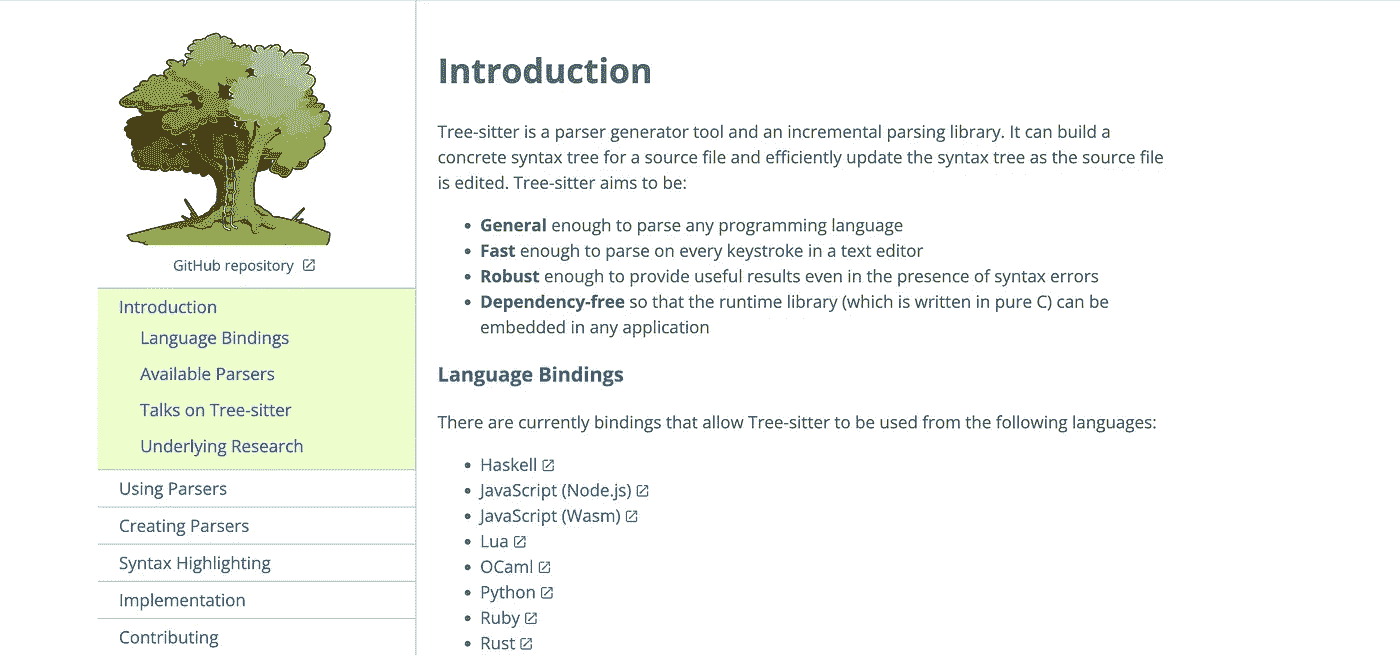 GitHub repository
Introduction
Language Bindings
Available Parsers
Talks on Tree-sitter
Underlying Research
Using Parsers
Creating Parsers
Syntax Highlighting
Implementation
Contributing
Introduction
Tree-sitter is a parser generator tool and an incremental parsing library. It can build a
concrete syntax tree for a source file and efficiently update the syntax tree as the source file
is edited. Tree-sitter aims to be:
• General enough to parse any programming language
• Fast enough to parse on every keystroke in a text editor
• Robust enough to provide useful results even in the presence of syntax errors
• Dependency-free so that the runtime library (which is written in pure C) can be
embedded in any application
Language Bindings
There are currently bindings that allow Tree-sitter to be used from the following languages:
• Haskell
• JavaScript (Node.js)
• JavaScript (Wasm)
• Lua
• OCaml
• Python
• Ruby
• Rust